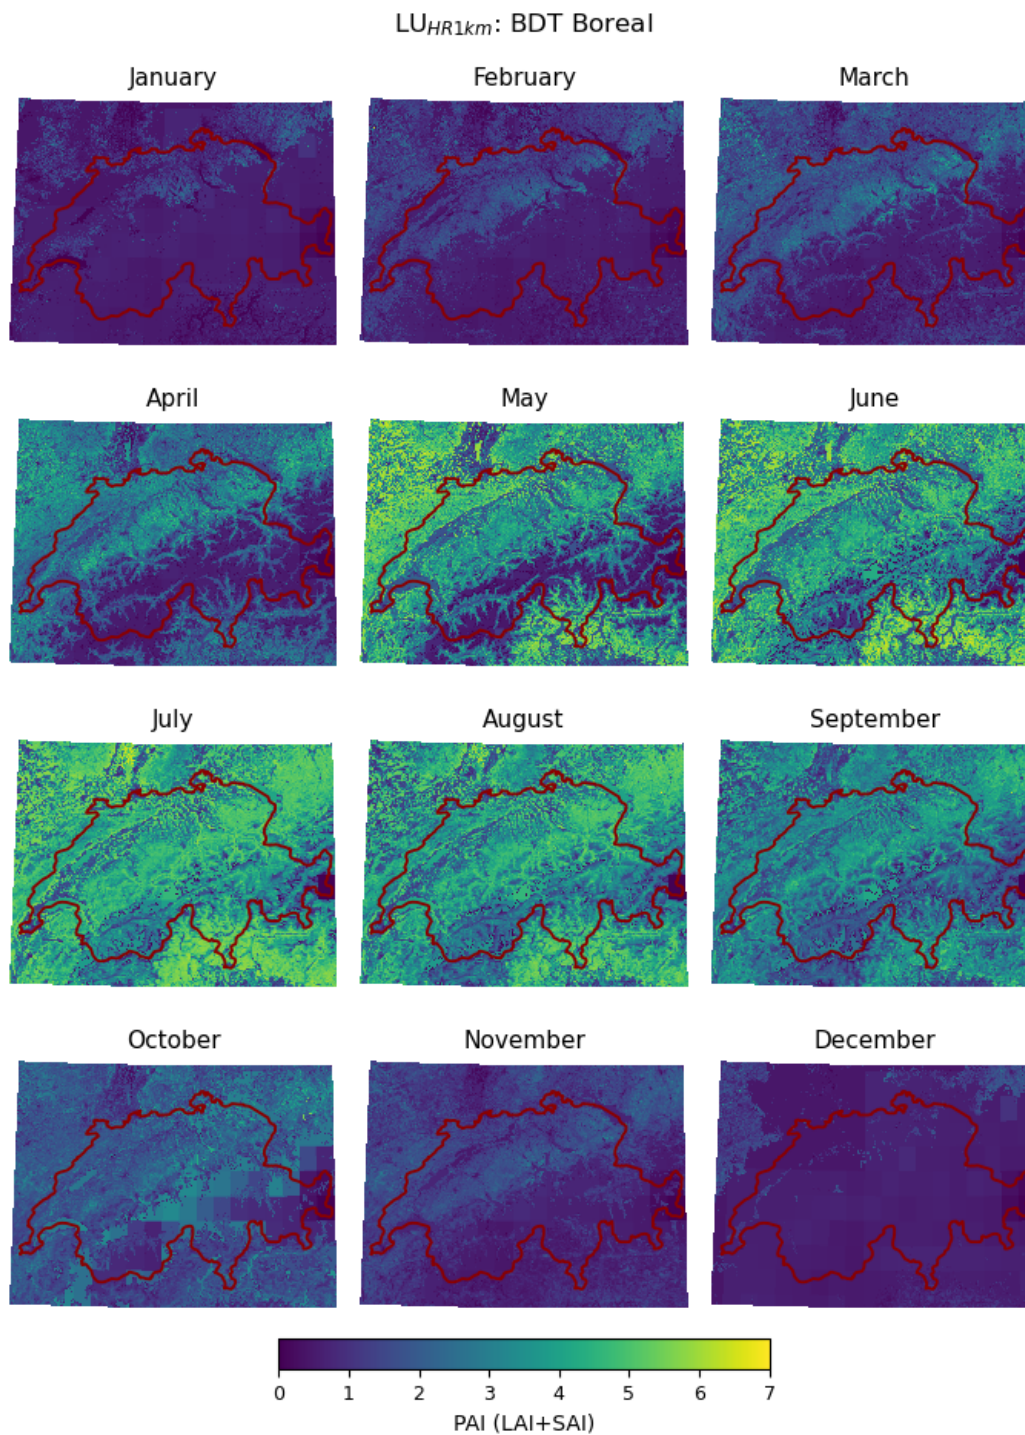 LU_HR1km: BDT Boreal
January February March
April May June
July August September
October November December
0 1 2 3 4 5 6 7
PAI (LAI+SAI)